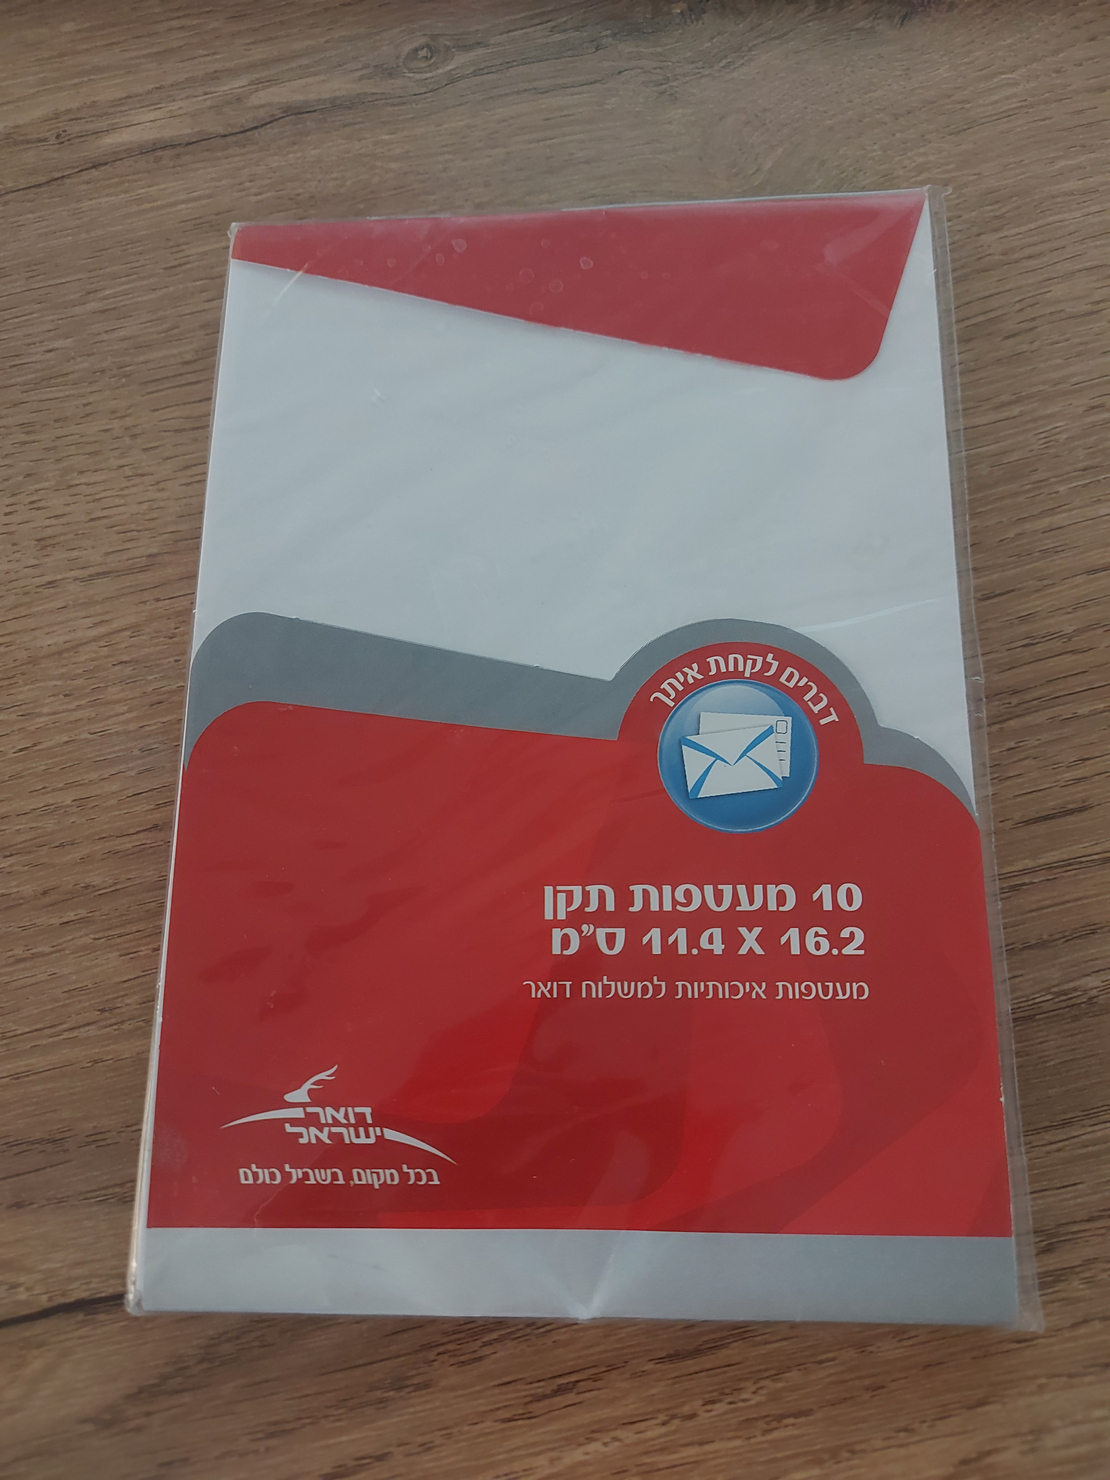 דברים לקחת איתך
10 מעטפות תקן
16.2 X 11.4 ס"מ
מעטפות איכותיות למשלוח דואר
דואר
ישראל
בכל מקום, בשביל כולם